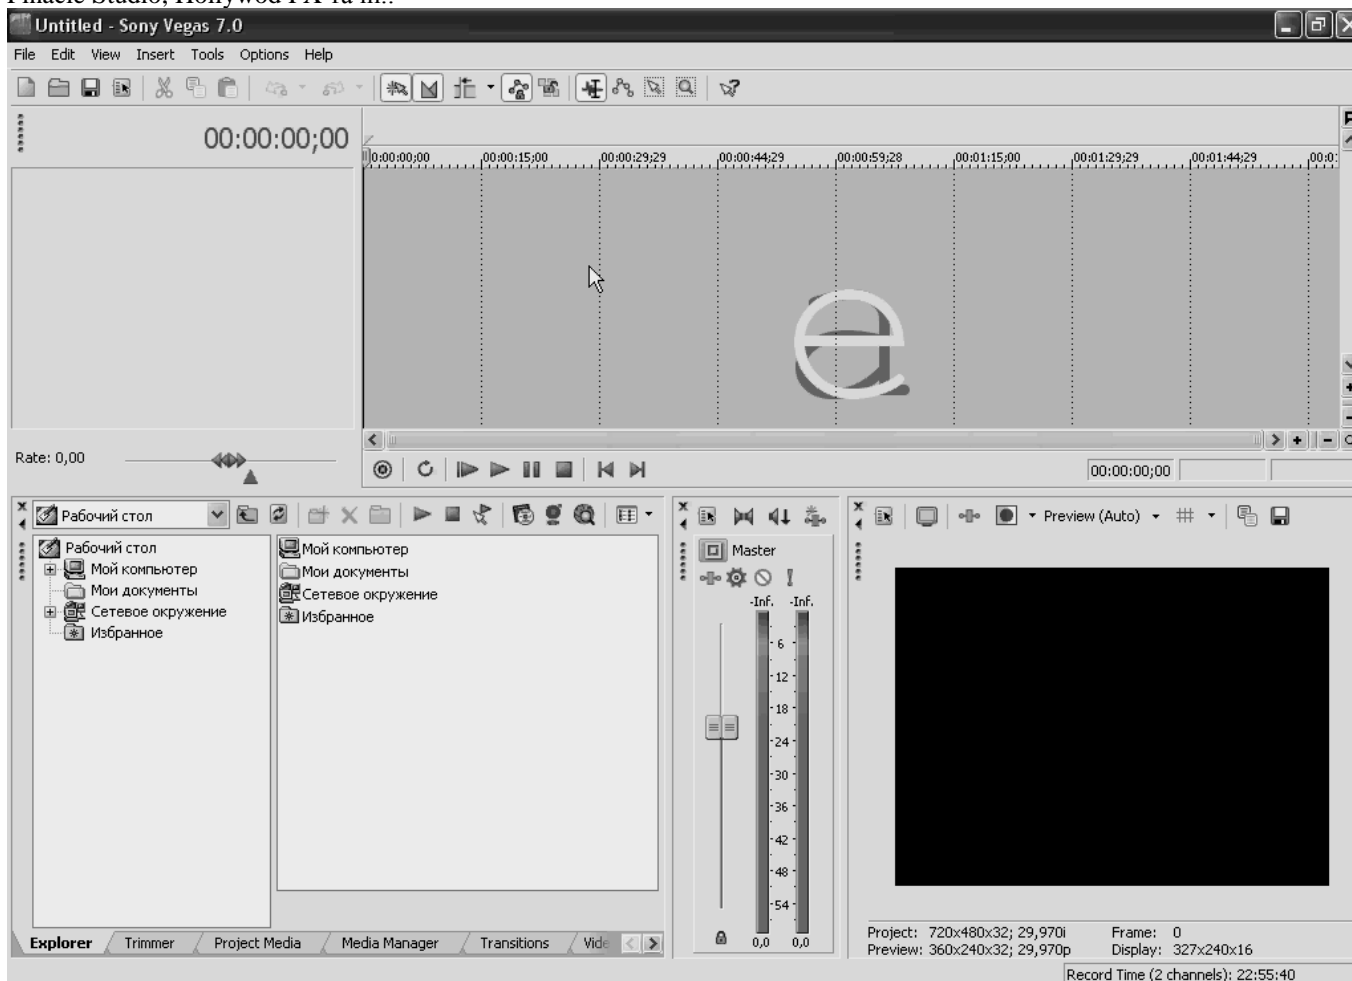 Untitled - Sony Vegas 7.0
File Edit View Insert Tools Options Help
00:00:00;00
0:00:00;00 00:00:15;00 00:00:29;29 00:00:44;29 00:00:59;28 00:01:15;00 00:01:29;29 00:01:44;29 00:0
e
a
Rate: 0,00
00:00:00;00
Рабочий стол
Preview (Auto)
Рабочий стол
Мой компьютер
Мои документы
Сетевое окружение
Избранное
Мой компьютер
Мои документы
Сетевое окружение
Избранное
Master
-Inf. -Inf.
6
12
18
24
30
36
42
48
54
0,0 0,0
Explorer Trimmer Project Media Media Manager Transitions Vide
Project: 720x480x32; 29,970i Frame: 0
Preview: 360x240x32; 29,970p Display: 327x240x16
Record Time (2 channels): 22:55:40